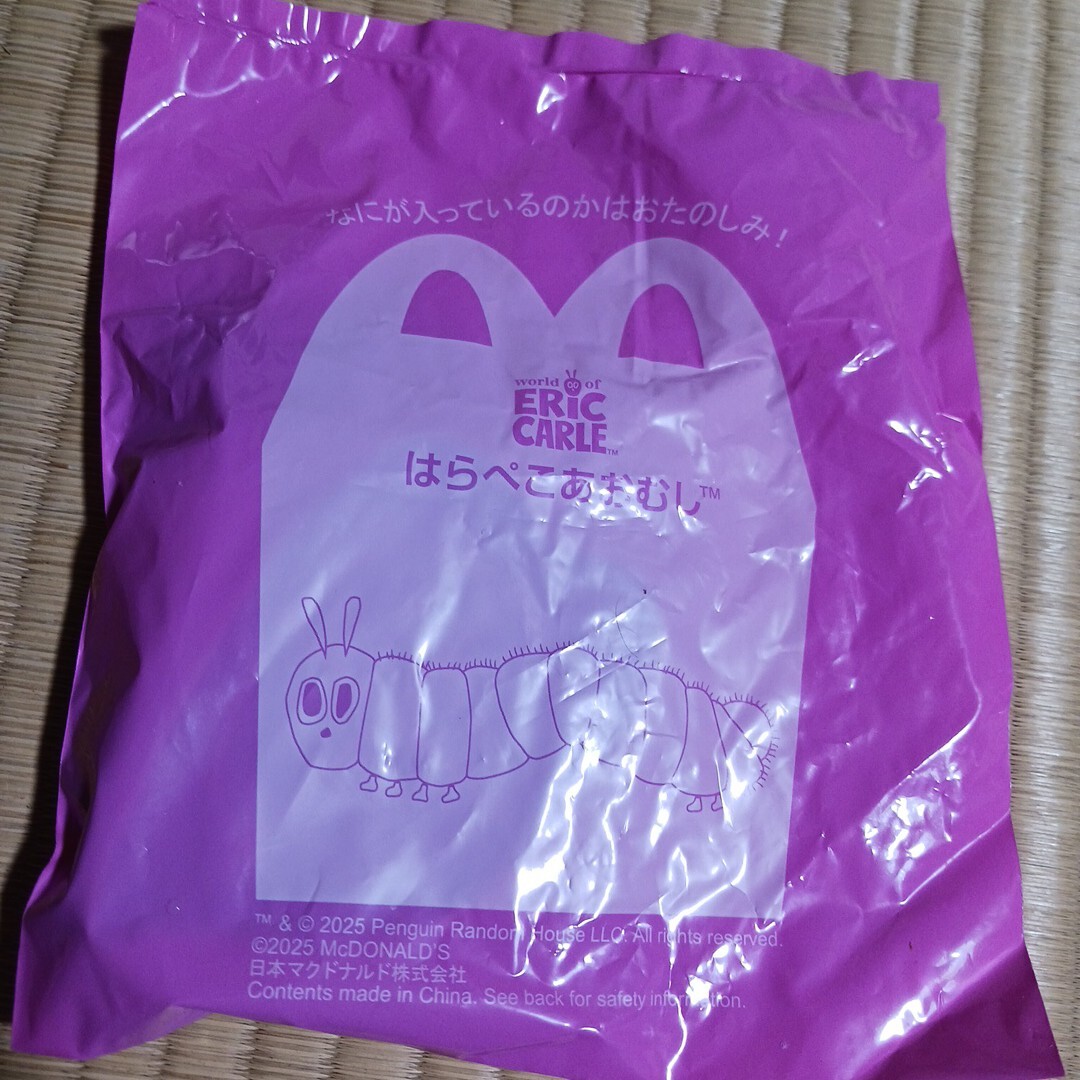 なにが入っているのかはおたのしみ！
world of
ERIC
CARLE™
はらぺこあおむし™
™ & © 2025 Penguin Random House LLC. All rights reserved.
©2025 McDONALD'S
日本マクドナルド株式会社
Contents made in China. See back for safety information.